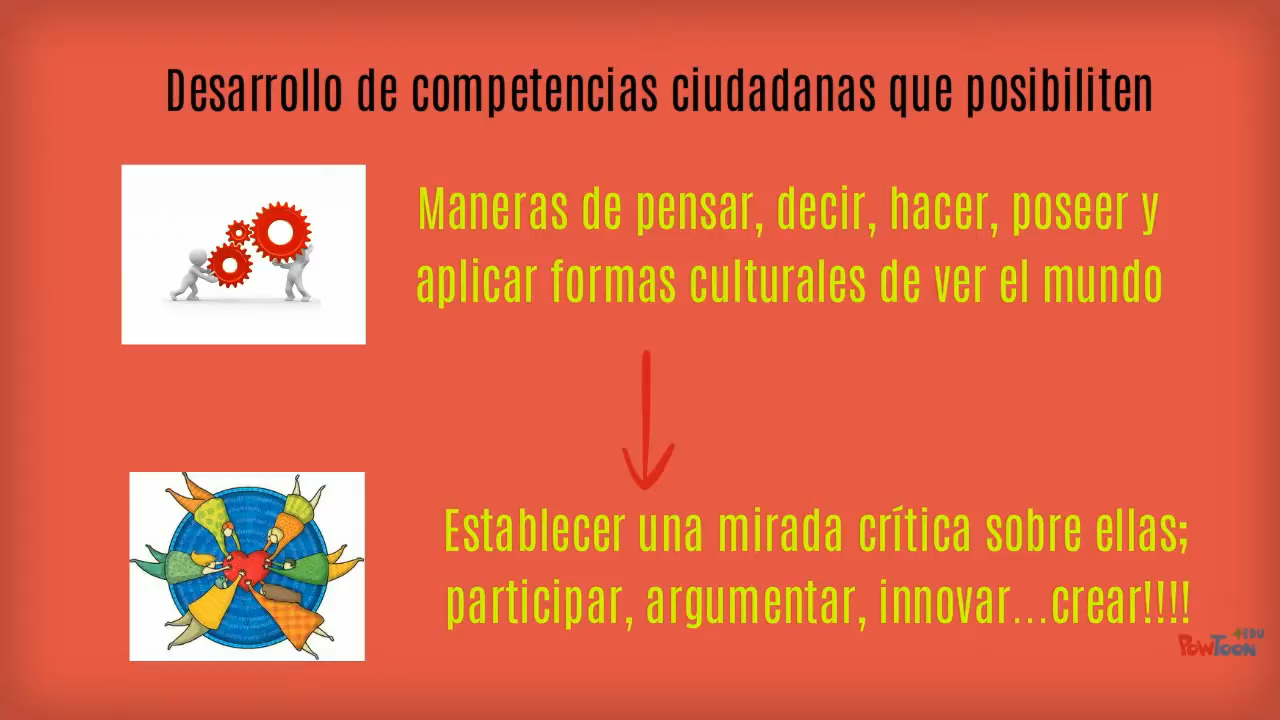 Desarrollo de competencias ciudadanas que posibiliten
Maneras de pensar, decir, hacer, poseer y
aplicar formas culturales de ver el mundo
Establecer una mirada crítica sobre ellas;
participar, argumentar, innovar...crear!!!!
+EDU
POWTOON